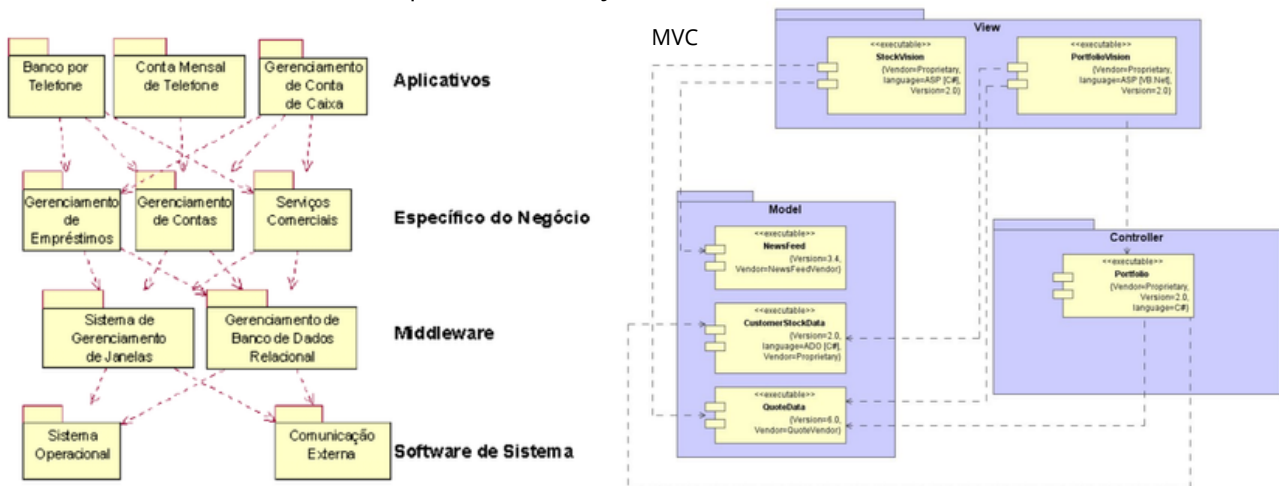 Banco por
Telefone
Conta Mensal
de Telefone
Gerenciamento
de Conta
de Caixa
Aplicativos
Gerenciamento
de
Empréstimos
Gerenciamento
de Contas
Serviços
Comerciais
Específico do Negócio
Sistema de
Gerenciamento
de Janelas
Gerenciamento de
Banco de Dados
Relacional
Middleware
Sistema
Operacional
Comunicação
Externa
Software de Sistema
MVC
View
<<executable>>
StockVision
{Vendor=Proprietary,
language=ASP [C#],
Version=2.0}
<<executable>>
PortfolioVision
{Vendor=Proprietary,
language=ASP [VB.Net],
Version=2.0}
Model
<<executable>>
NewsFeed
{Version=3.4,
Vendor=NewsFeedVendor}
<<executable>>
CustomerStockData
{Version=2.0,
language=ADO [C#],
Vendor=Proprietary}
<<executable>>
QuoteData
{Version=6.0,
Vendor=QuoteVendor}
Controller
<<executable>>
Portfolio
{Vendor=Proprietary,
Version=2.0,
language=C#}